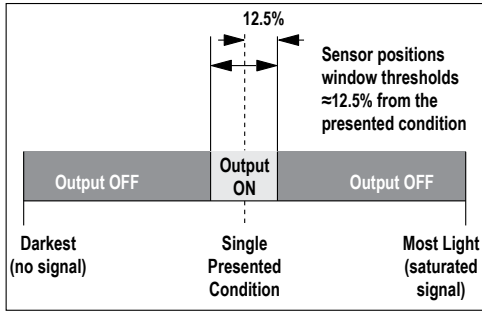 12.5%
Sensor positions
window thresholds
≈12.5% from the
presented condition
Output OFF
Output
ON
Output OFF
Darkest
(no signal)
Single
Presented
Condition
Most Light
(saturated
signal)